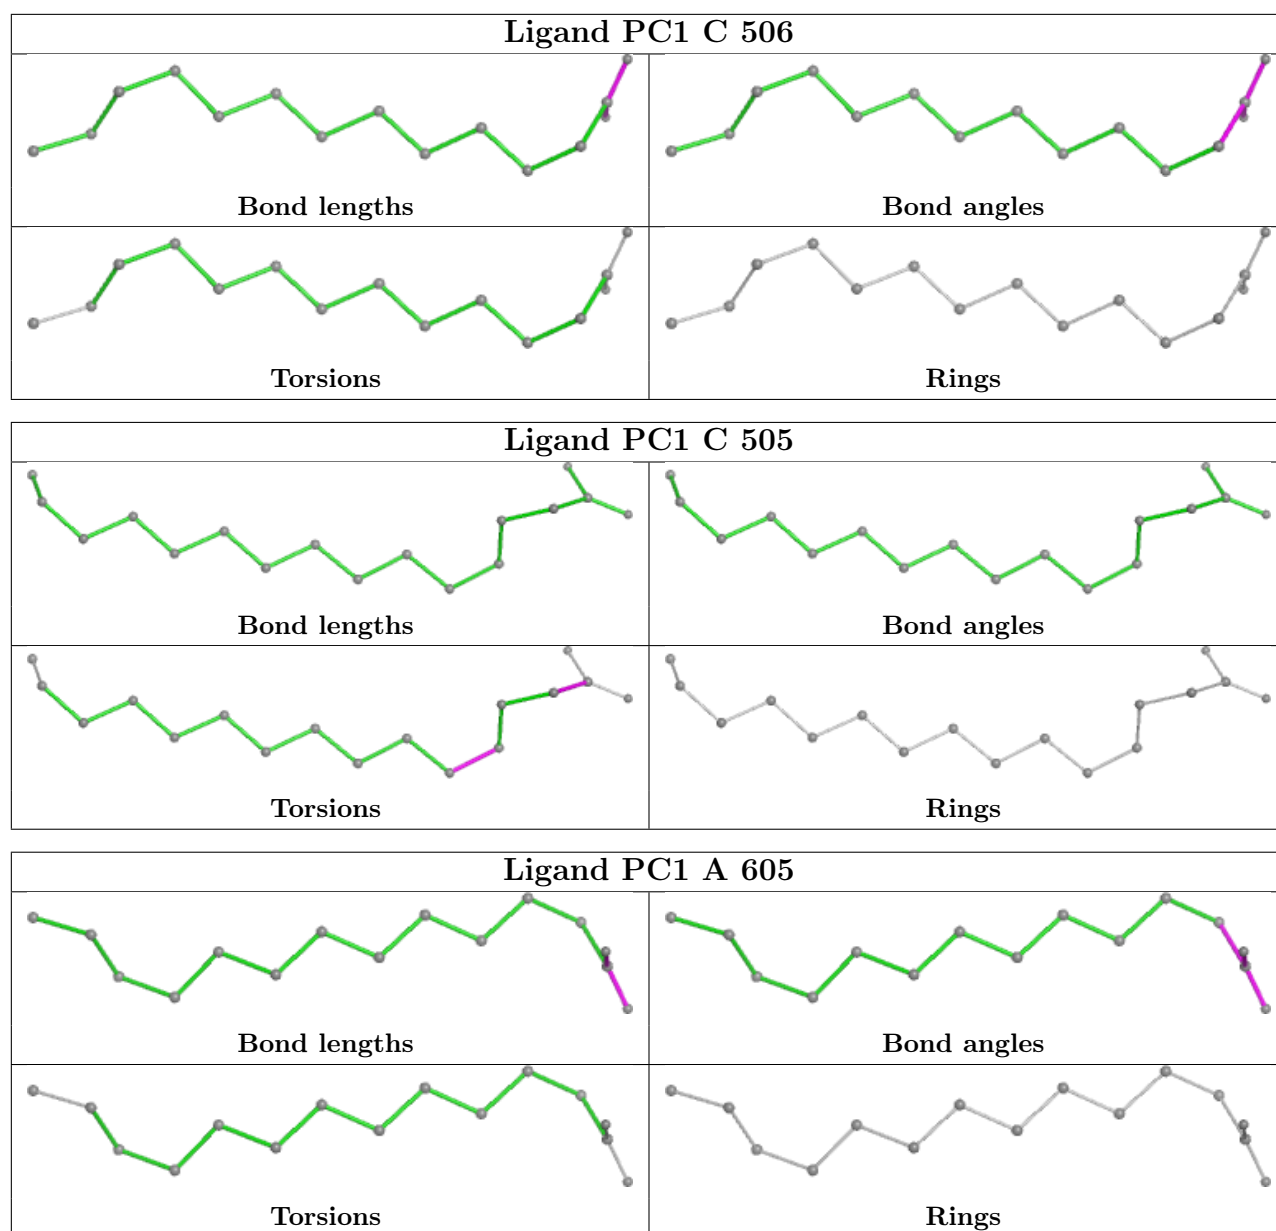 Ligand PC1 C 506
Bond lengths
Bond angles
Torsions
Rings
Ligand PC1 C 505
Bond lengths
Bond angles
Torsions
Rings
Ligand PC1 A 605
Bond lengths
Bond angles
Torsions
Rings